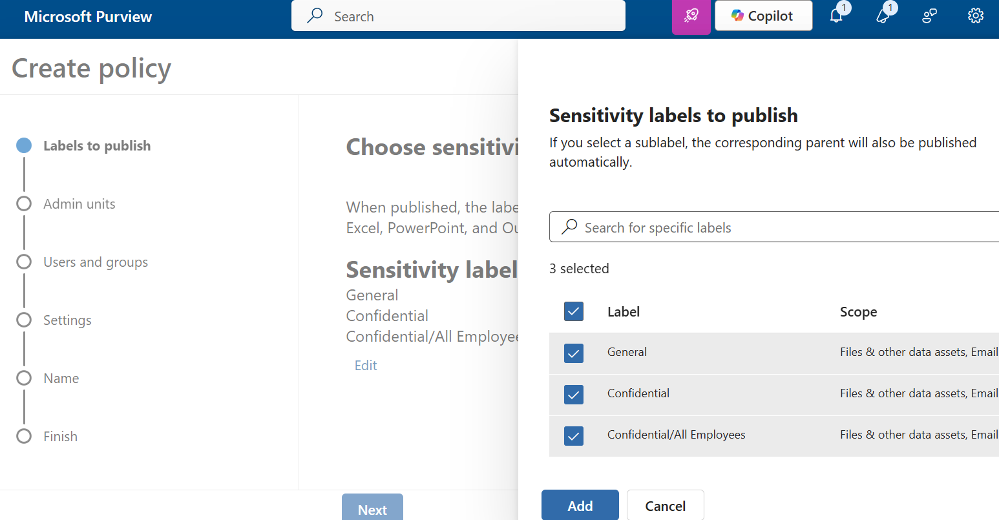 Microsoft Purview
Search
Copilot
1
1
Create policy
Labels to publish
Admin units
Users and groups
Settings
Name
Finish
Choose sensitivi
When published, the labe
Excel, PowerPoint, and Ou
Sensitivity label
General
Confidential
Confidential/All Employee
Edit
Next
Sensitivity labels to publish
If you select a sublabel, the corresponding parent will also be published
automatically.
Search for specific labels
3 selected
Label Scope
General Files & other data assets, Email
Confidential Files & other data assets, Email
Confidential/All Employees Files & other data assets, Email
Add Cancel